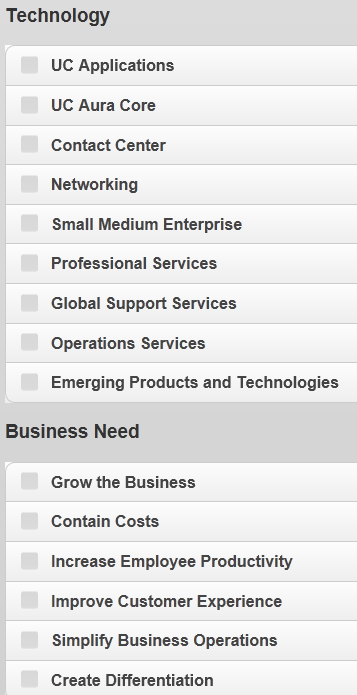 Technology
UC Applications
UC Aura Core
Contact Center
Networking
Small Medium Enterprise
Professional Services
Global Support Services
Operations Services
Emerging Products and Technologies
Business Need
Grow the Business
Contain Costs
Increase Employee Productivity
Improve Customer Experience
Simplify Business Operations
Create Differentiation